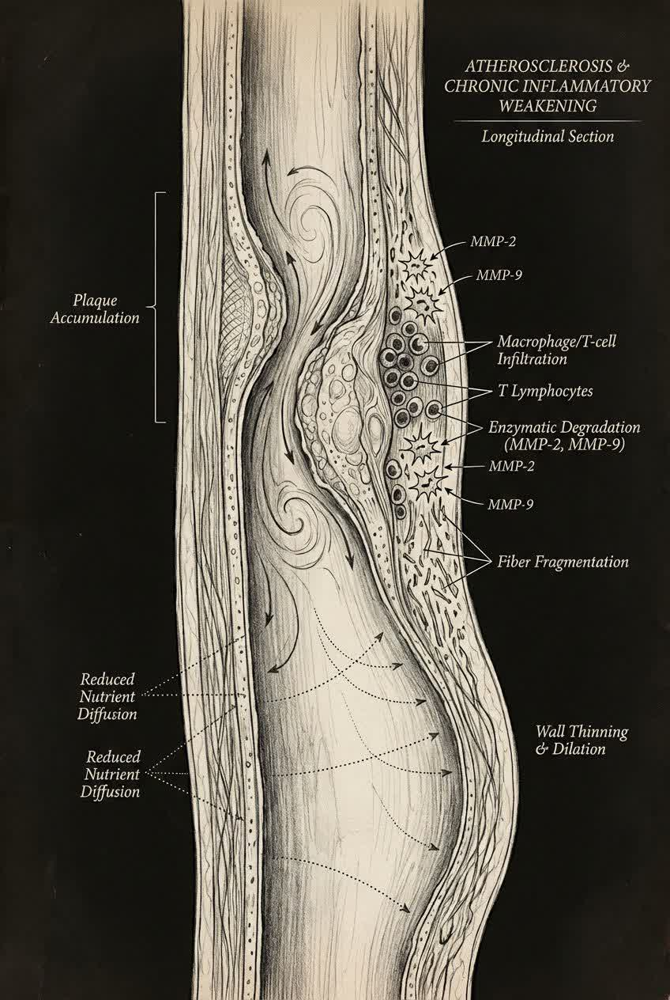 ATHEROSCLEROSIS &
CHRONIC INFLAMMATORY
WEAKENING
Longitudinal Section
MMP-2
MMP-9
Plaque
Accumulation
Macrophage/T-cell
Infiltration
T Lymphocytes
Enzymatic Degradation
(MMP-2, MMP-9)
MMP-2
MMP-9
Fiber Fragmentation
Reduced
Nutrient
Diffusion
Wall Thinning
& Dilation
Reduced
Nutrient
Diffusion